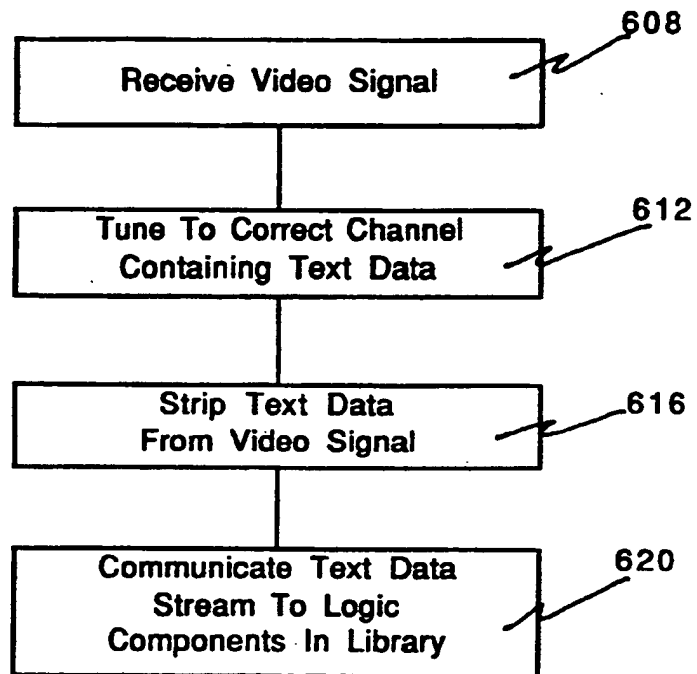 608
Receive Video Signal
612
Tune To Correct Channel
Containing Text Data
616
Strip Text Data
From Video Signal
620
Communicate Text Data
Stream To Logic
Components In Library